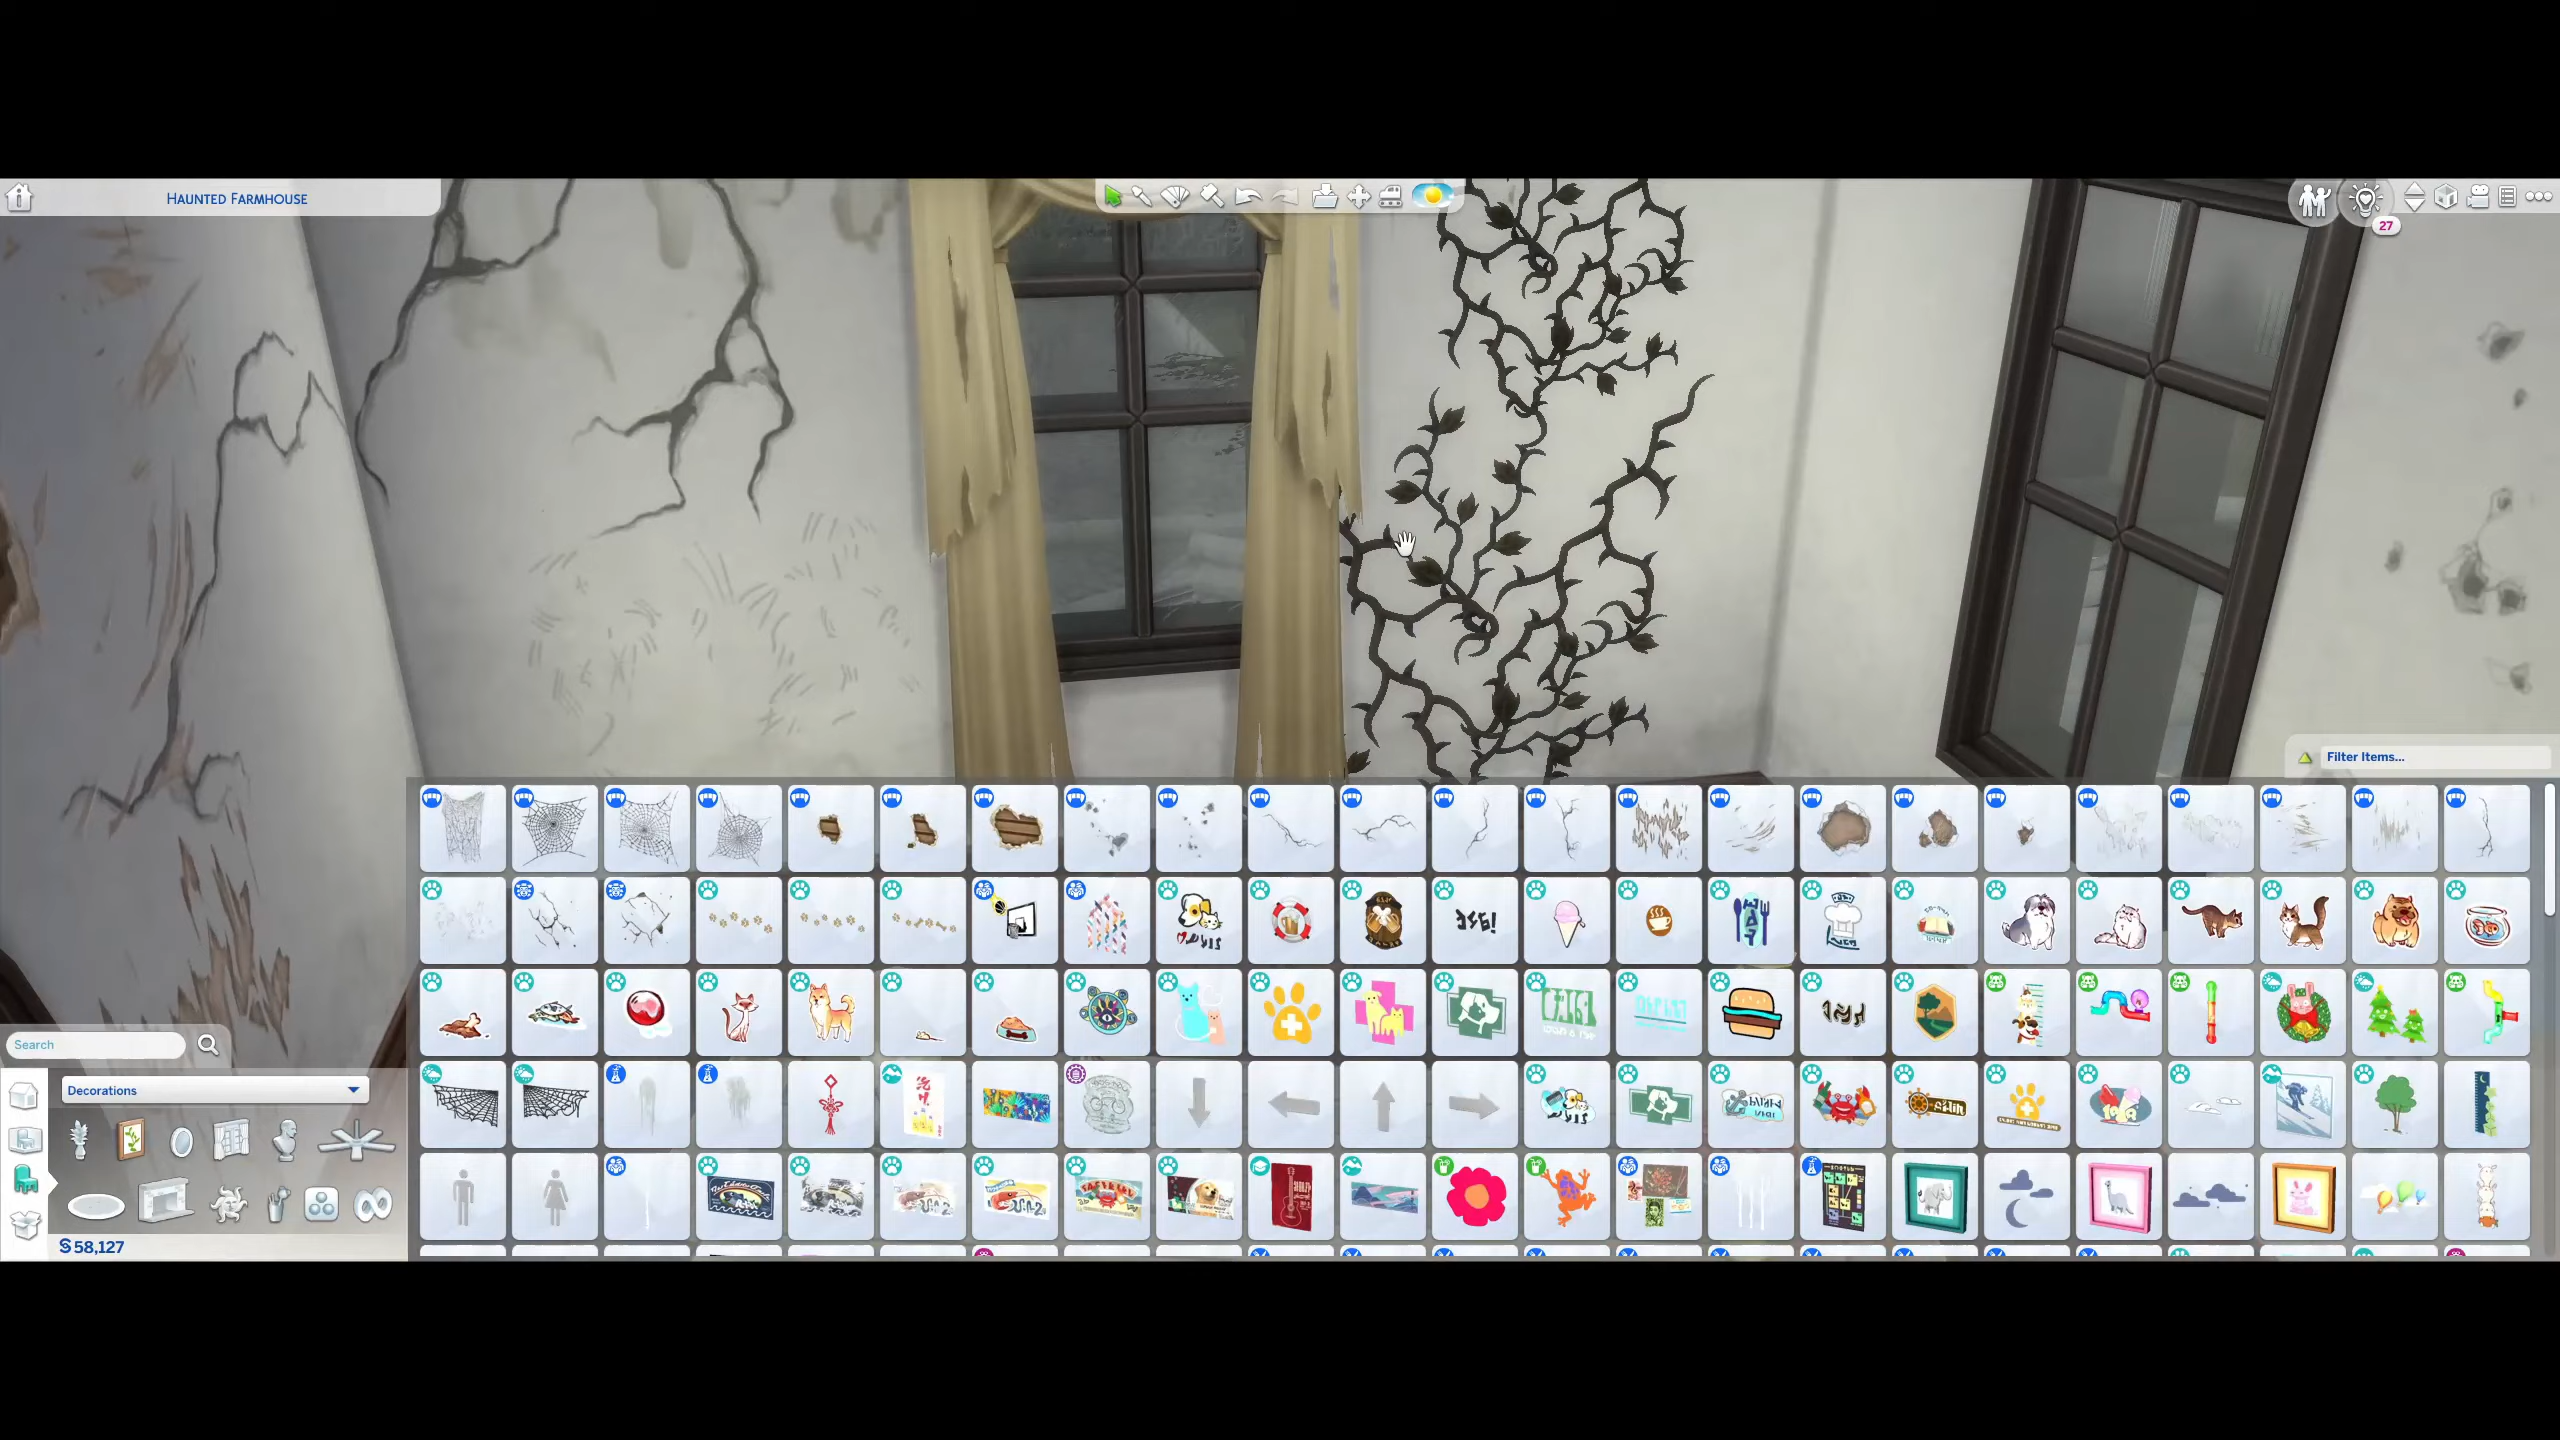 HAUNTED FARMHOUSE
27
Filter Items...
Search
Decorations
58,127